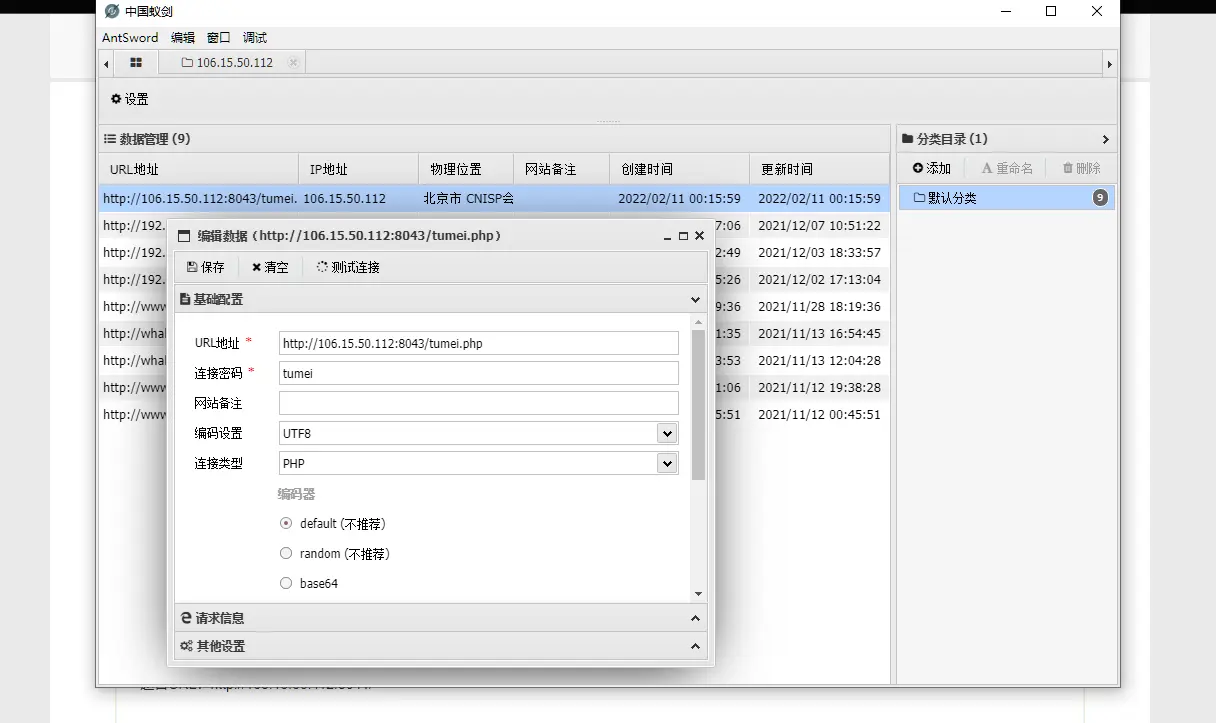 中国蚁剑
AntSword 编辑 窗口 调试
106.15.50.112
设置
数据管理 (9)
分类目录 (1)
URL地址 IP地址 物理位置 网站备注 创建时间 更新时间
添加 重命名 删除
http://106.15.50.112:8043/tumei. 106.15.50.112 北京市 CNISP会 2022/02/11 00:15:59 2022/02/11 00:15:59
默认分类 9
http://192. 7:06 2021/12/07 10:51:22
http://192. 2:49 2021/12/03 18:33:57
http://192. 5:26 2021/12/02 17:13:04
http://www 9:36 2021/11/28 18:19:36
http://wha 1:35 2021/11/13 16:54:45
http://wha 3:53 2021/11/13 12:04:28
http://www 1:06 2021/11/12 19:38:28
http://www 5:51 2021/11/12 00:45:51
编辑数据 (http://106.15.50.112:8043/tumei.php)
保存 清空 测试连接
基础配置
URL地址 * http://106.15.50.112:8043/tumei.php
连接密码 * tumei
网站备注
编码设置 UTF8
连接类型 PHP
编码器
default (不推荐)
random (不推荐)
base64
请求信息
其他设置